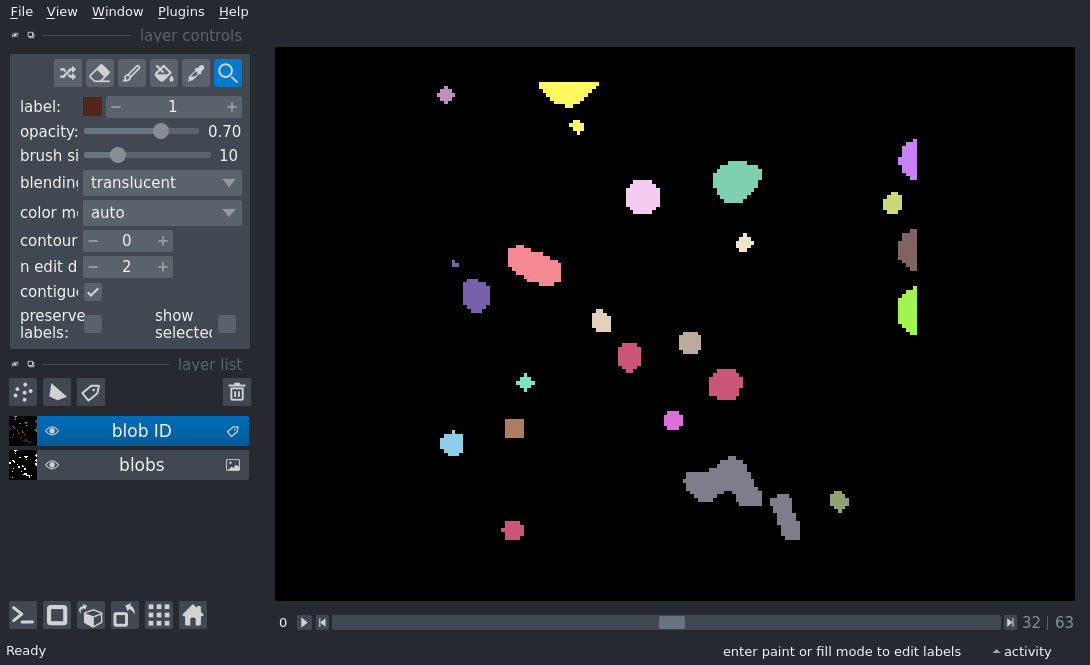 File View Window Plugins Help
layer controls
label: 1
opacity: 0.70
brush si 10
blending translucent
color m auto
contour 0
n edit d 2
contigu
preserve show
labels: selected
layer list
blob ID
blobs
0 32 | 63
Ready enter paint or fill mode to edit labels activity